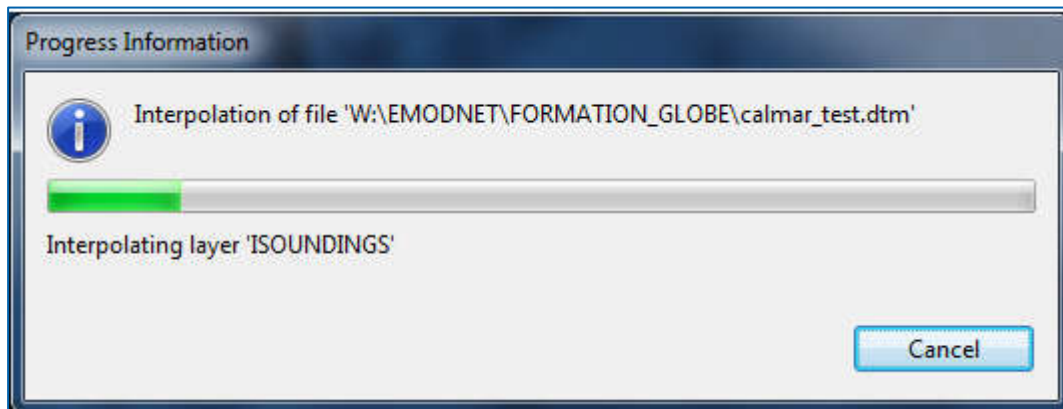 Progress Information
Interpolation of file 'W:\EMODNET\FORMATION_GLOBE\calmar_test.dtm'
Interpolating layer 'ISOUNDINGS'
Cancel